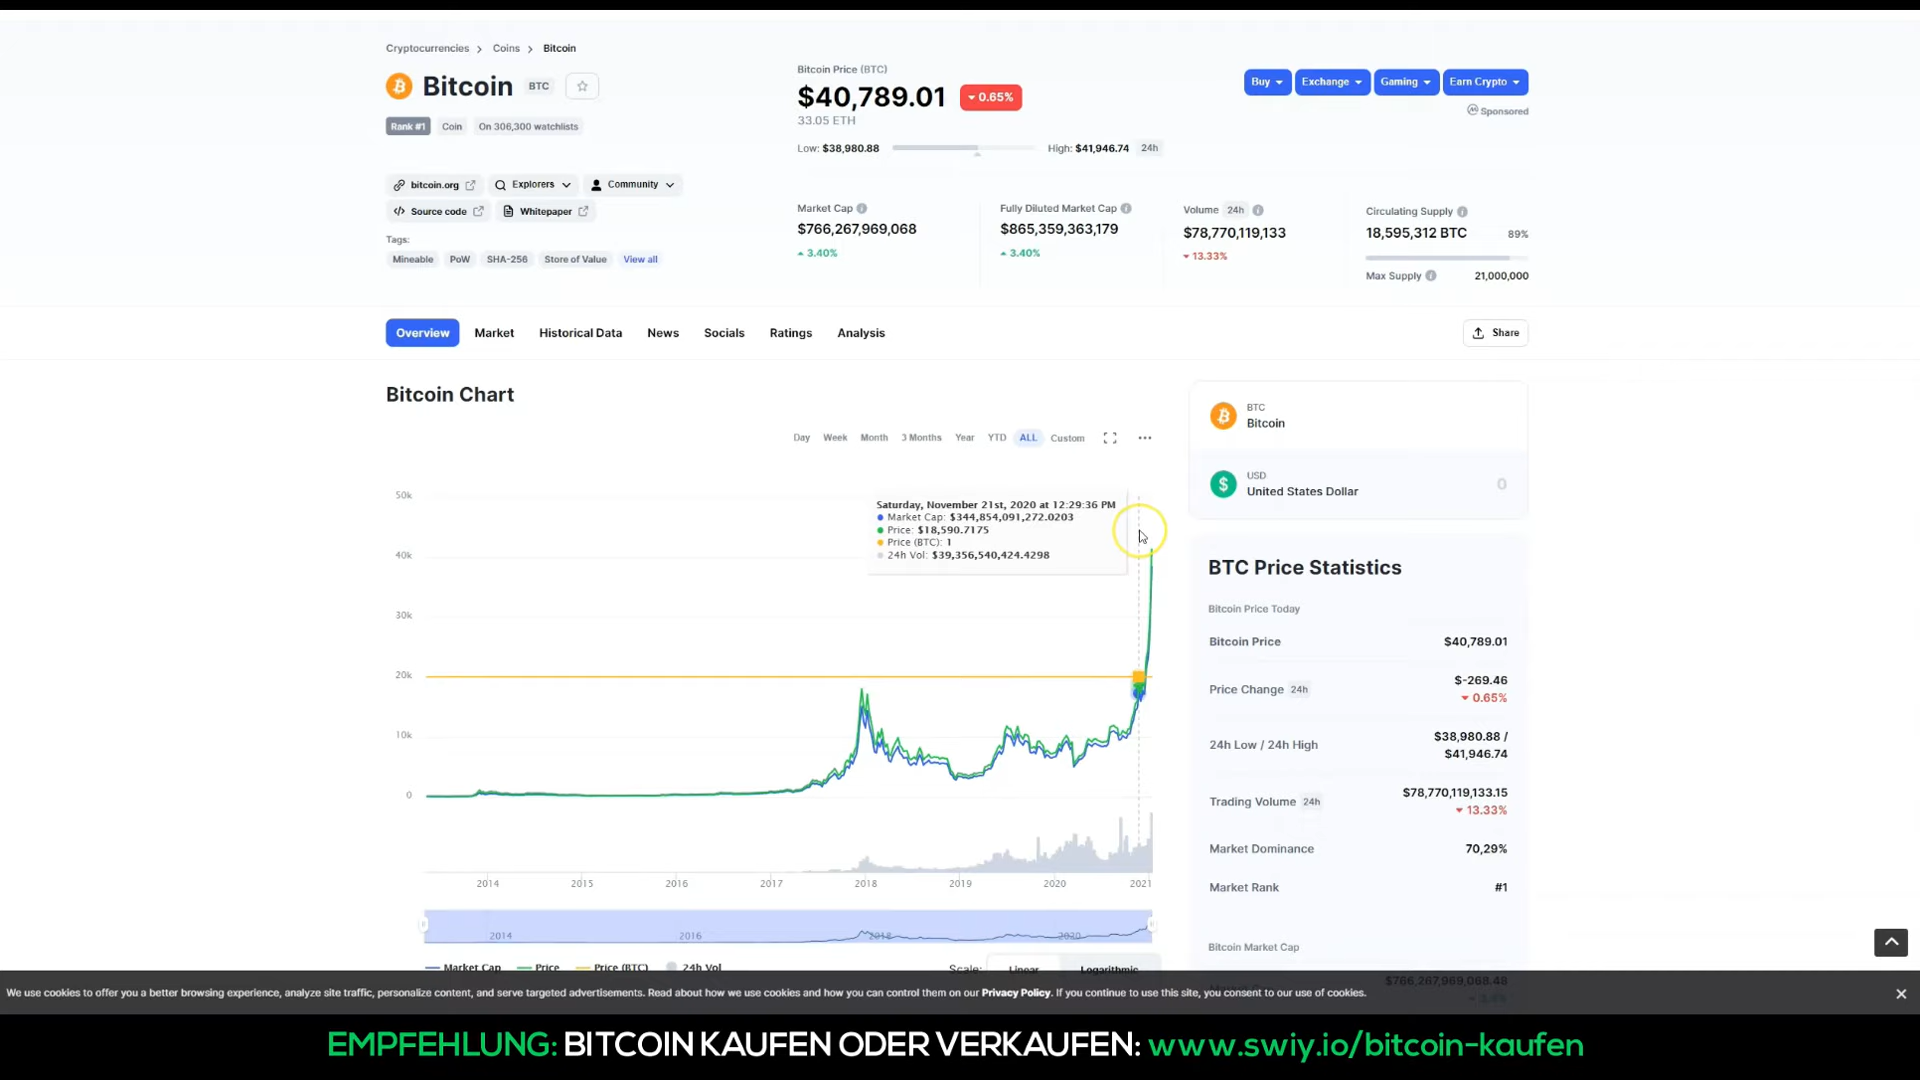 Cryptocurrencies > Coins > Bitcoin
Bitcoin BTC
Rank #1 Coin On 306,300 watchlists
bitcoin.org Explorers Community
Source code Whitepaper
Tags:
Mineable PoW SHA-256 Store of Value View all
Bitcoin Price (BTC)
$40,789.01 0.65%
33.05 ETH
Low: $38,980.88 High: $41,946.74 24h
Buy Exchange Gaming Earn Crypto
Sponsored
Market Cap
$766,267,969,068
3.40%
Fully Diluted Market Cap
$865,359,363,179
3.40%
Volume 24h
$78,770,119,133
13.33%
Circulating Supply
18,595,312 BTC 89%
Max Supply 21,000,000
Overview Market Historical Data News Socials Ratings Analysis
Share
Bitcoin Chart
Day Week Month 3 Months Year YTD ALL Custom
50k
40k
30k
20k
10k
0
Saturday, November 21st, 2020 at 12:29:36 PM
Market Cap: $344,854,091,272.0203
Price: $18,590.7175
Price (BTC): 1
24h Vol: $39,356,540,424.4298
2014 2015 2016 2017 2018 2019 2020 2021
2014 2016 2018 2020
Market Cap Price Price (BTC) 24h Vol
Scale: Linear Logarithmic
BTC
Bitcoin
USD
United States Dollar 0
BTC Price Statistics
Bitcoin Price Today
Bitcoin Price $40,789.01
Price Change 24h $-269.46
0.65%
24h Low / 24h High $38,980.88 /
$41,946.74
Trading Volume 24h $78,770,119,133.15
13.33%
Market Dominance 70,29%
Market Rank #1
Bitcoin Market Cap
$766,267,969,068.48
We use cookies to offer you a better browsing experience, analyze site traffic, personalize content, and serve targeted advertisements. Read about how we use cookies and how you can control them on our Privacy Policy. If you continue to use this site, you consent to our use of cookies.
EMPFEHLUNG: BITCOIN KAUFEN ODER VERKAUFEN: www.swiy.io/bitcoin-kaufen